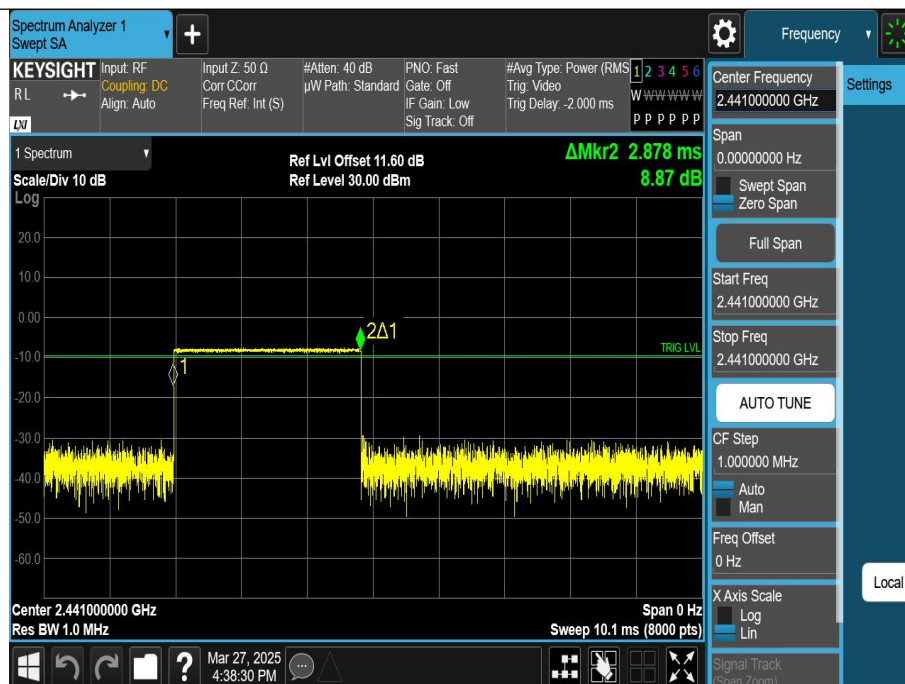 Spectrum Analyzer 1
Swept SA
+
Frequency
KEYSIGHT
RL
LXI
Input: RF
Coupling: DC
Align: Auto
Input Z: 50 Ω
Corr CCorr
Freq Ref: Int (S)
#Atten: 40 dB
µW Path: Standard
PNO: Fast
Gate: Off
IF Gain: Low
Sig Track: Off
#Avg Type: Power (RMS
Trig: Video
Trig Delay: -2.000 ms
1 2 3 4 5 6
W W W W W W
P P P P P P
1 Spectrum
Scale/Div 10 dB
Log
Ref Lvl Offset 11.60 dB
Ref Level 30.00 dBm
ΔMkr2 2.878 ms
8.87 dB
20.0
10.0
0.00
-10.0
-20.0
-30.0
-40.0
-50.0
-60.0
2Δ1
1
TRIG LVL
Center 2.441000000 GHz
Res BW 1.0 MHz
Span 0 Hz
Sweep 10.1 ms (8000 pts)
Mar 27, 2025
4:38:30 PM
?
Center Frequency
2.441000000 GHz
Span
0.00000000 Hz
Swept Span
Zero Span
Full Span
Start Freq
2.441000000 GHz
Stop Freq
2.441000000 GHz
AUTO TUNE
CF Step
1.000000 MHz
Auto
Man
Freq Offset
0 Hz
X Axis Scale
Log
Lin
Signal Track
(Span Zoom)
Settings
Local